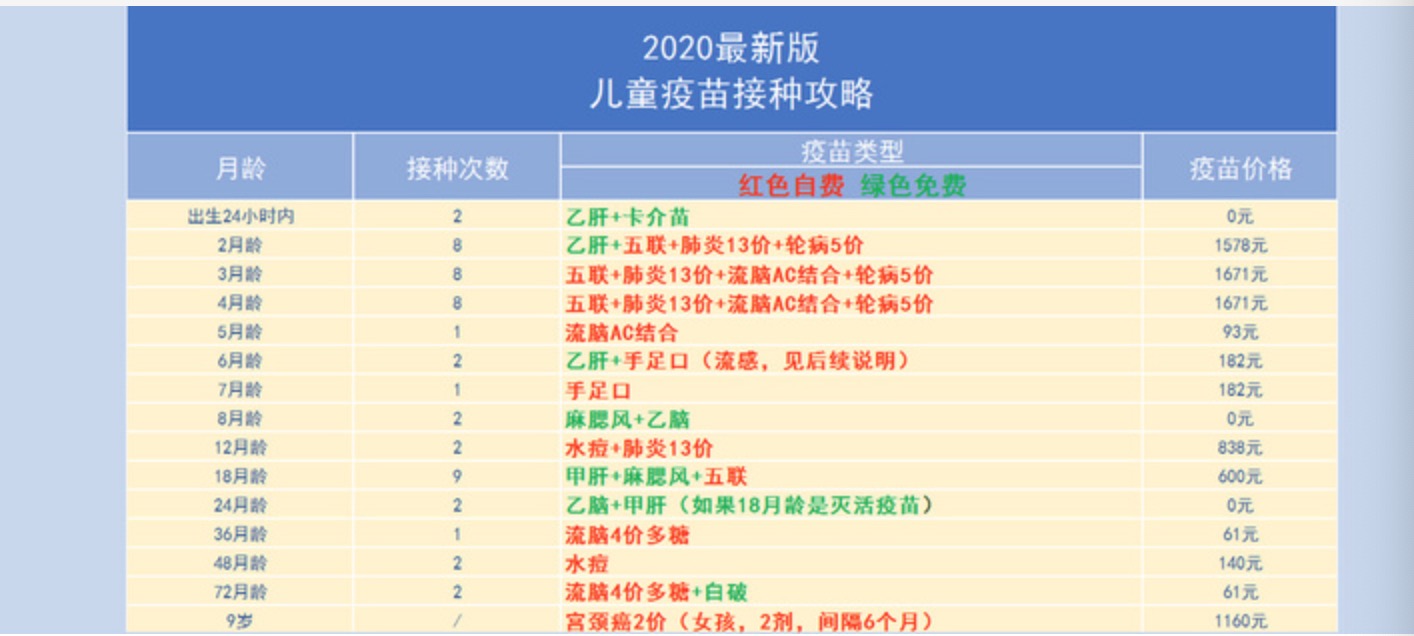 2020最新版
儿童疫苗接种攻略
月龄 接种次数 疫苗类型 疫苗价格
红色自费 绿色免费
出生24小时内 2 乙肝+卡介苗 0元
2月龄 8 乙肝+五联+肺炎13价+轮病5价 1578元
3月龄 8 五联+肺炎13价+流脑AC结合+轮病5价 1671元
4月龄 8 五联+肺炎13价+流脑AC结合+轮病5价 1671元
5月龄 1 流脑AC结合 93元
6月龄 2 乙肝+手足口（流感，见后续说明） 182元
7月龄 1 手足口 182元
8月龄 2 麻腮风+乙脑 0元
12月龄 2 水痘+肺炎13价 838元
18月龄 9 甲肝+麻腮风+五联 600元
24月龄 2 乙脑+甲肝（如果18月龄是灭活疫苗） 0元
36月龄 1 流脑4价多糖 61元
48月龄 2 水痘 140元
72月龄 2 流脑4价多糖+白破 61元
9岁 / 宫颈癌2价（女孩，2剂，间隔6个月） 1160元